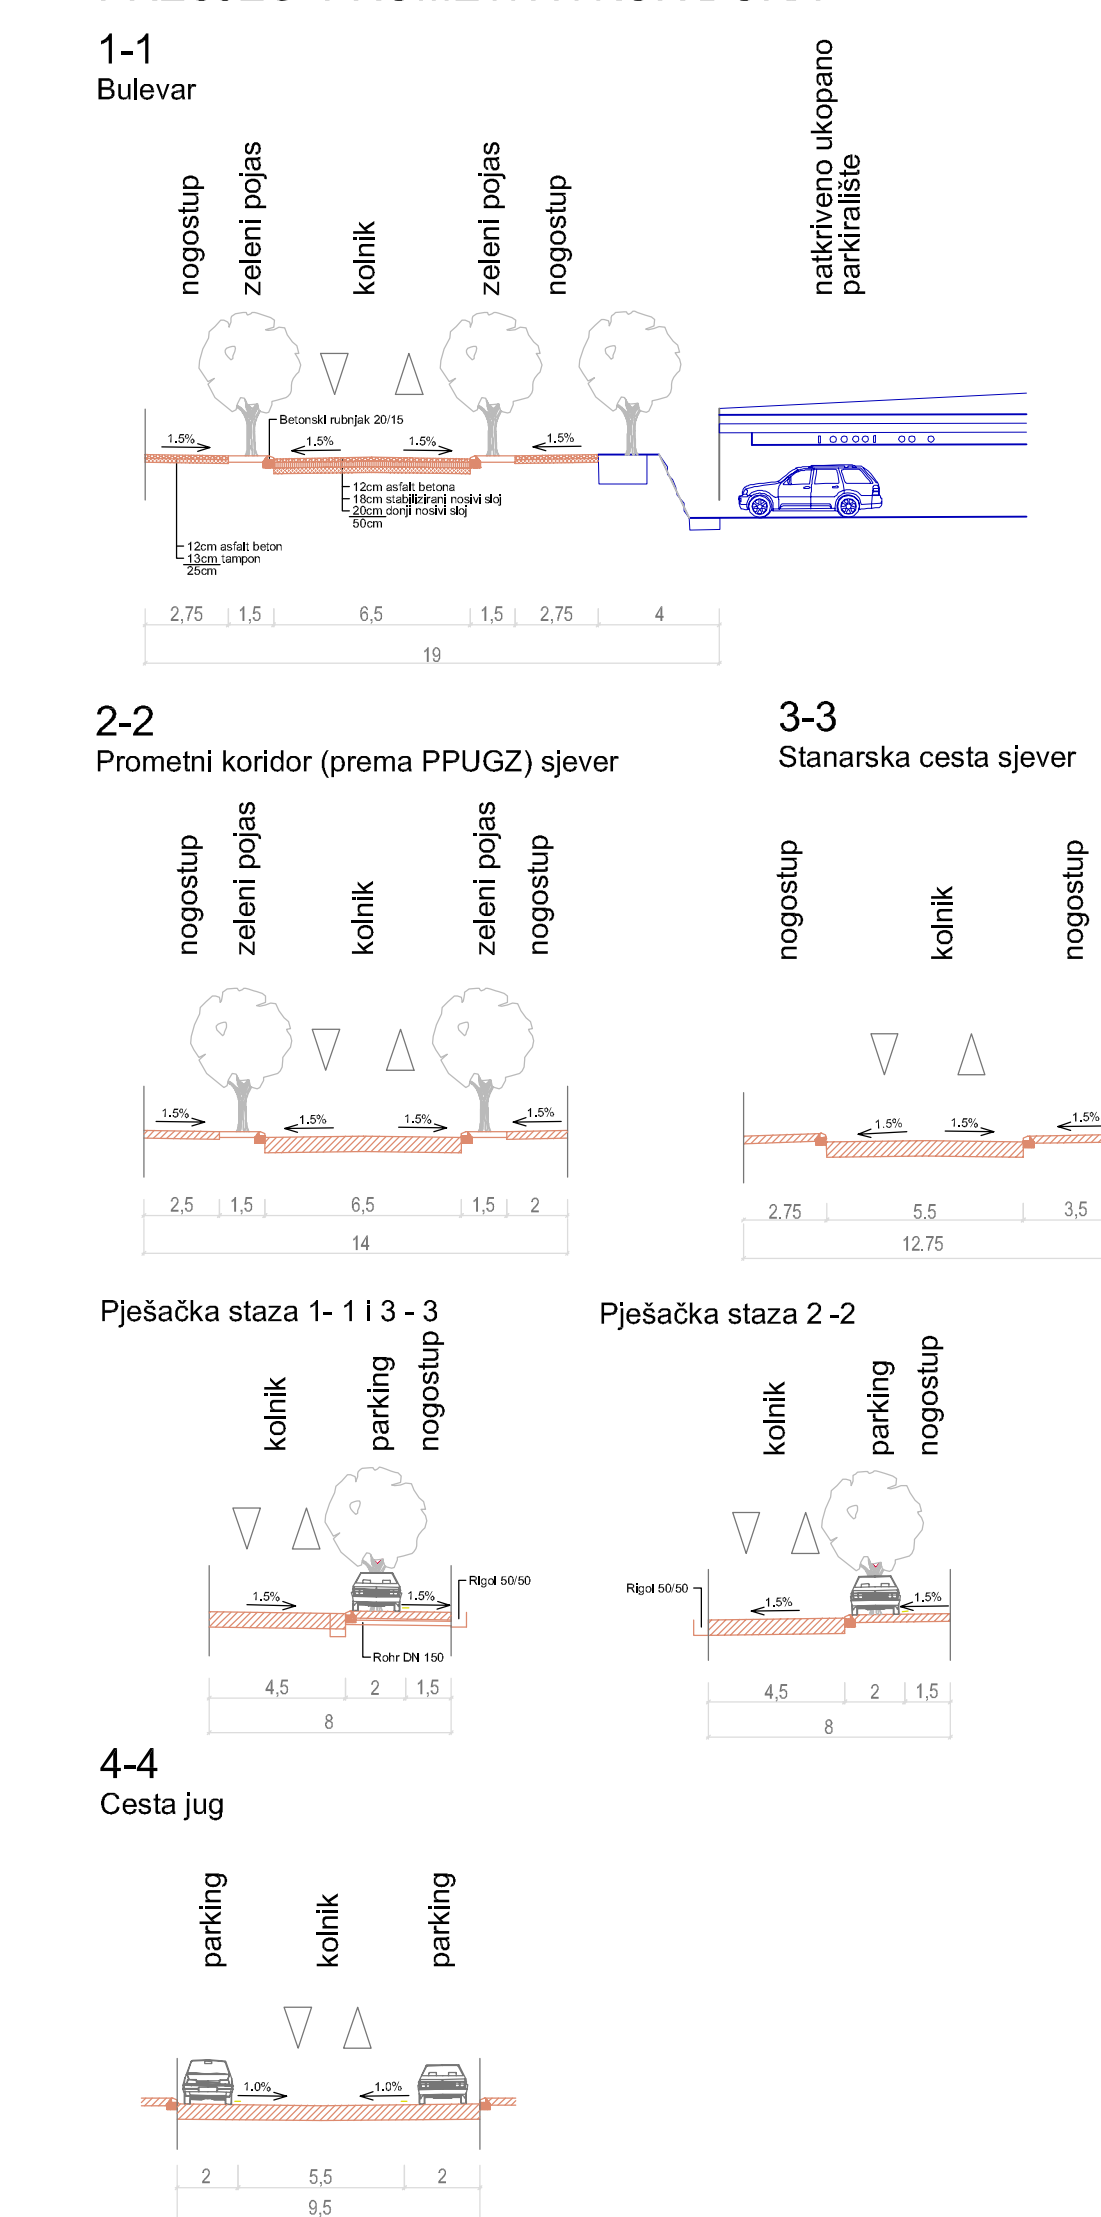 1-1
Bulevar
nogostup
zeleni pojas
kolnik
zeleni pojas
nogostup
natkriveno ukopano
parkiralište
Betonski rubnjak 20/15
1.5%
1.5%
1.5%
1.5%
12cm asfalt betona
18cm stabilizirani nosivi sloj
20cm donji nosivi sloj
50cm
12cm asfalt beton
13cm tampon
25cm
2,75
1,5
6,5
1,5
2,75
4
19
2-2
Prometni koridor (prema PPUGZ) sjever
nogostup
zeleni pojas
kolnik
zeleni pojas
nogostup
1.5%
1.5%
1.5%
1.5%
2,5
1,5
6,5
1,5
2
14
3-3
Stanarska cesta sjever
nogostup
kolnik
nogostup
1.5%
1.5%
1.5%
2.75
5.5
3,5
12.75
Pješačka staza 1- 1 i 3 - 3
kolnik
parking
nogostup
1.5%
1.5%
Rigol 50/50
Rohr DN 150
4,5
2
1,5
8
Pješačka staza 2 -2
kolnik
parking
nogostup
Rigol 50/50
1.5%
1.5%
4,5
2
1,5
8
4-4
Cesta jug
parking
kolnik
parking
1.0%
1.0%
2
5,5
2
9,5